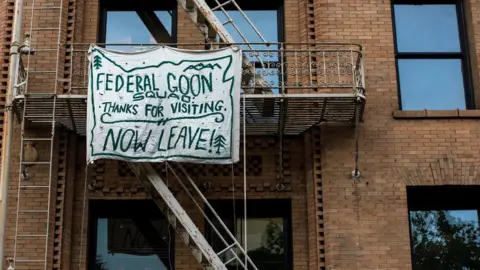 FEDERAL GOON
SQUAD:
THANKS FOR VISITING.
NOW LEAVE!